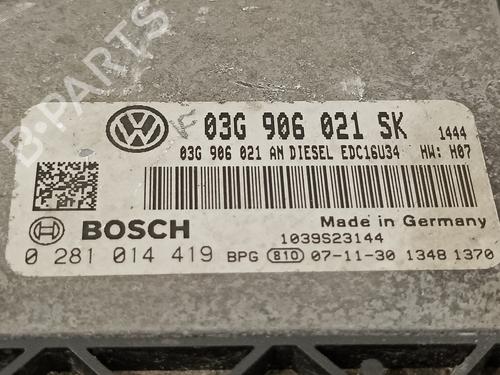 03G 906 021 SK 1444
03G 906 021 AN DIESEL EDC16U34 HW: H07
Made in Germany
BOSCH
1039S23144
0 281 014 419 BPG 810 07-11-30 1348 1370
B-PARTS